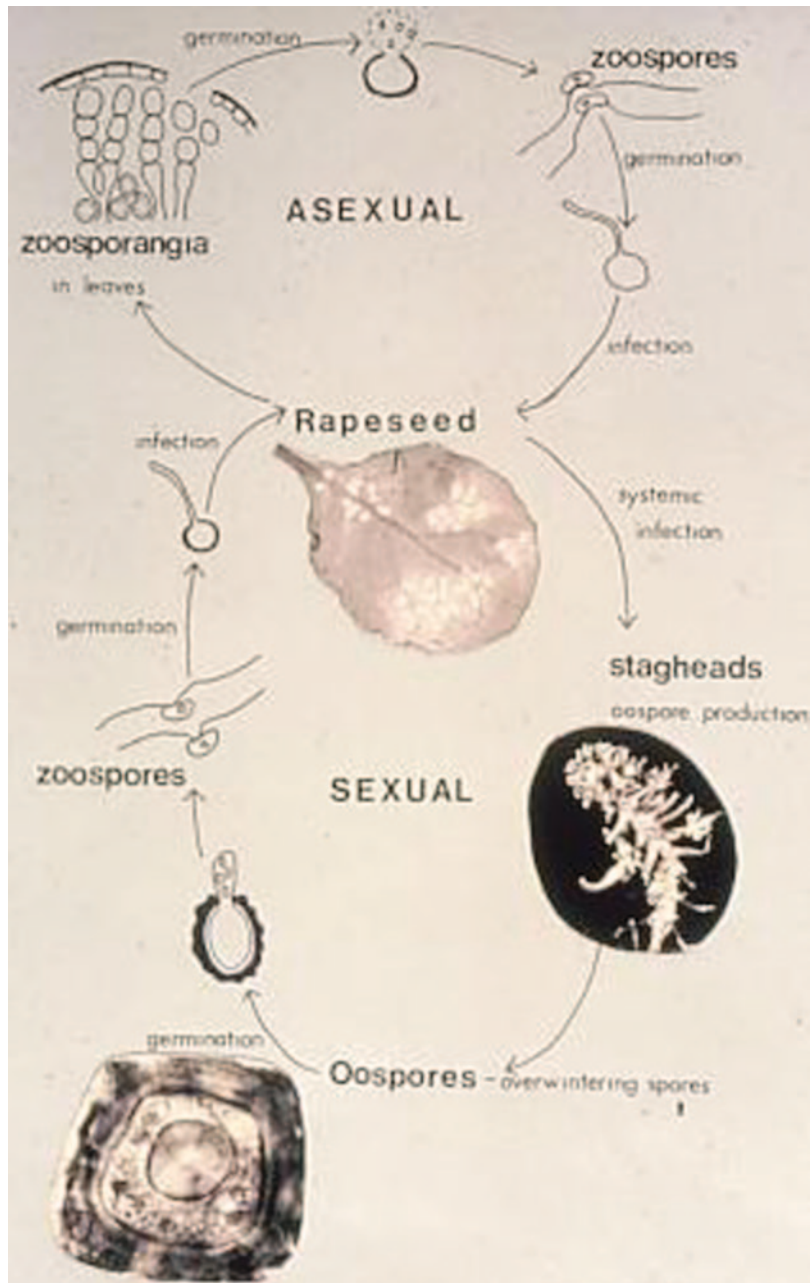 germination
zoospores
germination
ASEXUAL
zoosporangia
in leaves
infection
Rapeseed
infection
systemic
infection
germination
stagheads
oospore production
zoospores
SEXUAL
germination
Oospores - overwintering spores